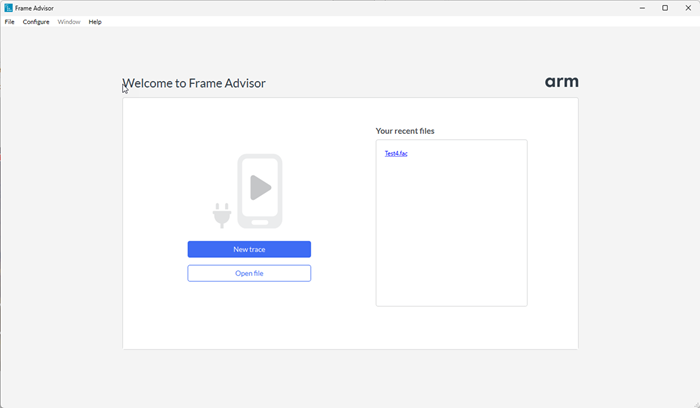 Frame Advisor
File Configure Window Help
Welcome to Frame Advisor
arm
Your recent files
Test4.fac
New trace
Open file